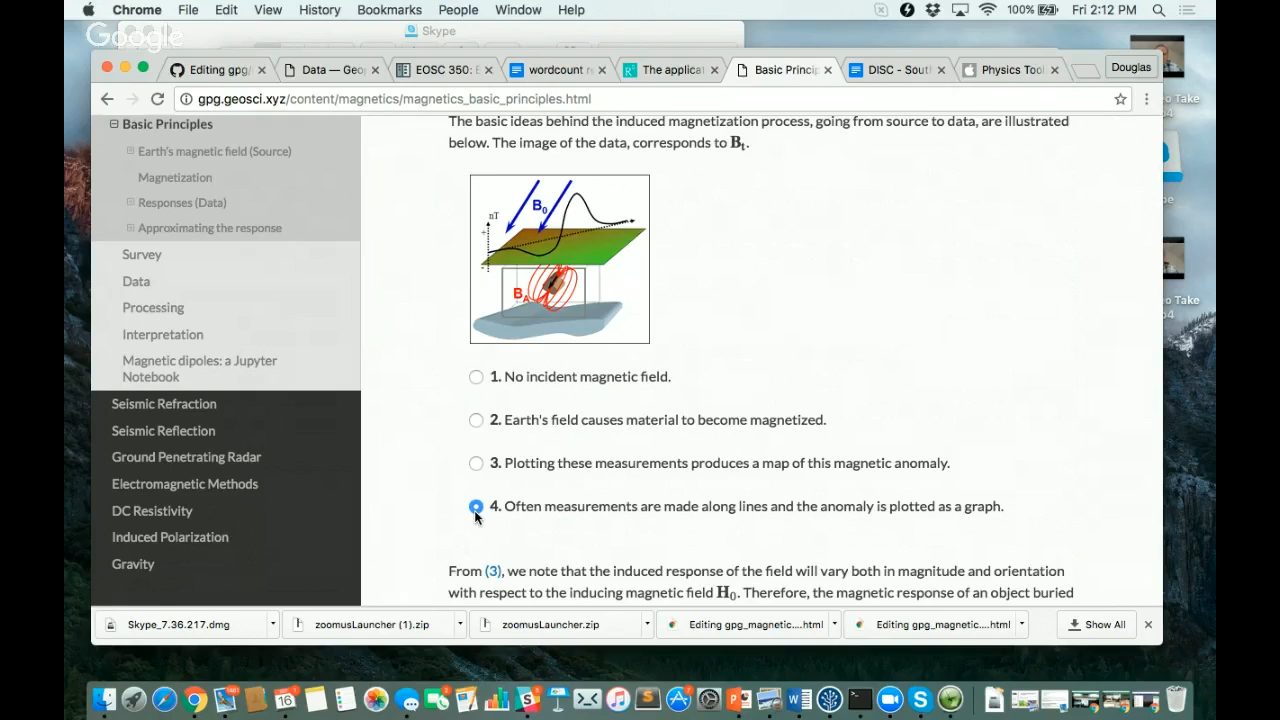 Chrome File Edit View History Bookmarks People Window Help 100% Fri 2:12 PM
Google
Skype
Editing gpg/ Data — Geo EOSC 350: E wordcount r The applicat Basic Princip DISC - South Physics Tool Douglas
gpg.geosci.xyz/content/magnetics/magnetics_basic_principles.html
Basic Principles
Earth's magnetic field (Source)
Magnetization
Responses (Data)
Approximating the response
Survey
Data
Processing
Interpretation
Magnetic dipoles: a Jupyter
Notebook
Seismic Refraction
Seismic Reflection
Ground Penetrating Radar
Electromagnetic Methods
DC Resistivity
Induced Polarization
Gravity
The basic ideas behind the induced magnetization process, going from source to data, are illustrated
below. The image of the data, corresponds to Bt.
nT
B0
BA
1. No incident magnetic field.
2. Earth's field causes material to become magnetized.
3. Plotting these measurements produces a map of this magnetic anomaly.
4. Often measurements are made along lines and the anomaly is plotted as a graph.
From (3), we note that the induced response of the field will vary both in magnitude and orientation
with respect to the inducing magnetic field H0. Therefore, the magnetic response of an object buried
Skype_7.36.217.dmg zoomusLauncher (1).zip zoomusLauncher.zip Editing gpg_magnetic....html Editing gpg_magnetic....html Show All